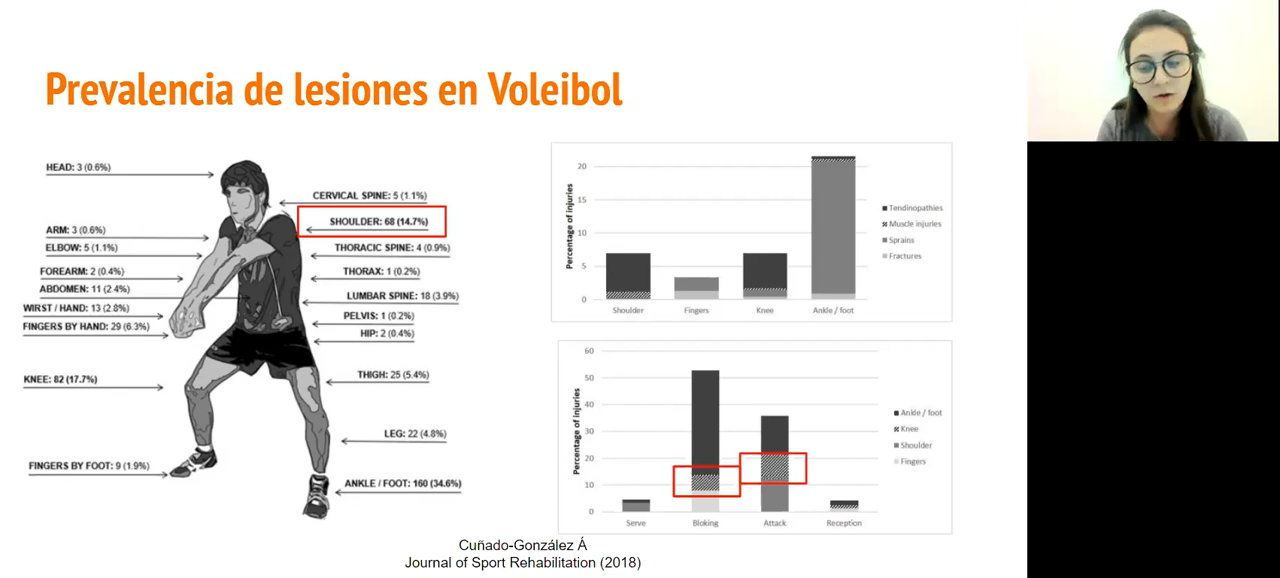 Prevalencia de lesiones en Voleibol
HEAD: 3 (0.6%)
CERVICAL SPINE: 5 (1.1%)
SHOULDER: 68 (14.7%)
ARM: 3 (0.6%)
ELBOW: 5 (1.1%)
THORACIC SPINE: 4 (0.9%)
FOREARM: 2 (0.4%)
THORAX: 1 (0.2%)
ABDOMEN: 11 (2.4%)
LUMBAR SPINE: 18 (3.9%)
WIRST / HAND: 13 (2.8%)
PELVIS: 1 (0.2%)
FINGERS BY HAND: 29 (6.3%)
HIP: 2 (0.4%)
KNEE: 82 (17.7%)
THIGH: 25 (5.4%)
LEG: 22 (4.8%)
FINGERS BY FOOT: 9 (1.9%)
ANKLE / FOOT: 160 (34.6%)
Percentage of injuries
20
15
10
5
0
Shoulder Fingers Knee Ankle / foot
Tendinopathies
Muscle injuries
Sprains
Fractures
Percentage of injuries
60
50
40
30
20
10
0
Serve Bloking Attack Reception
Ankle / foot
Knee
Shoulder
Fingers
Cuñado-González Á
Journal of Sport Rehabilitation (2018)